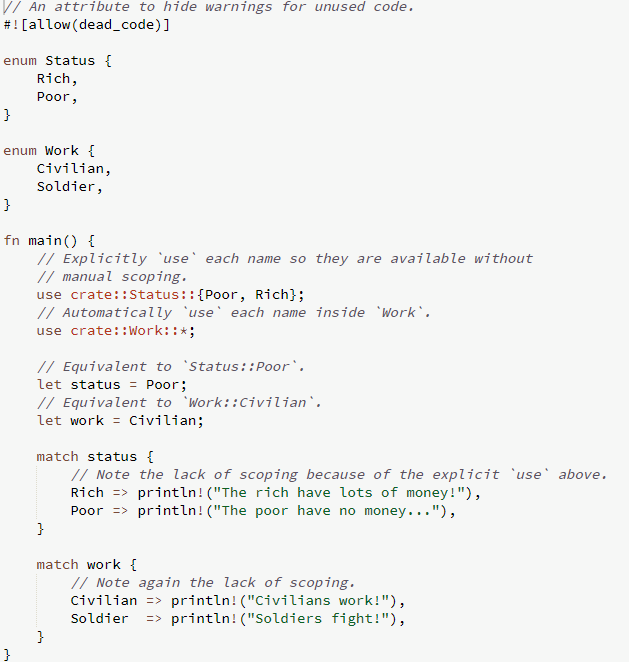 // An attribute to hide warnings for unused code.
#![allow(dead_code)]

enum Status {
    Rich,
    Poor,
}

enum Work {
    Civilian,
    Soldier,
}

fn main() {
    // Explicitly `use` each name so they are available without
    // manual scoping.
    use crate::Status::{Poor, Rich};
    // Automatically `use` each name inside `Work`.
    use crate::Work::*;

    // Equivalent to `Status::Poor`.
    let status = Poor;
    // Equivalent to `Work::Civilian`.
    let work = Civilian;

    match status {
        // Note the lack of scoping because of the explicit `use` above.
        Rich => println!("The rich have lots of money!"),
        Poor => println!("The poor have no money..."),
    }

    match work {
        // Note again the lack of scoping.
        Civilian => println!("Civilians work!"),
        Soldier  => println!("Soldiers fight!"),
    }
}